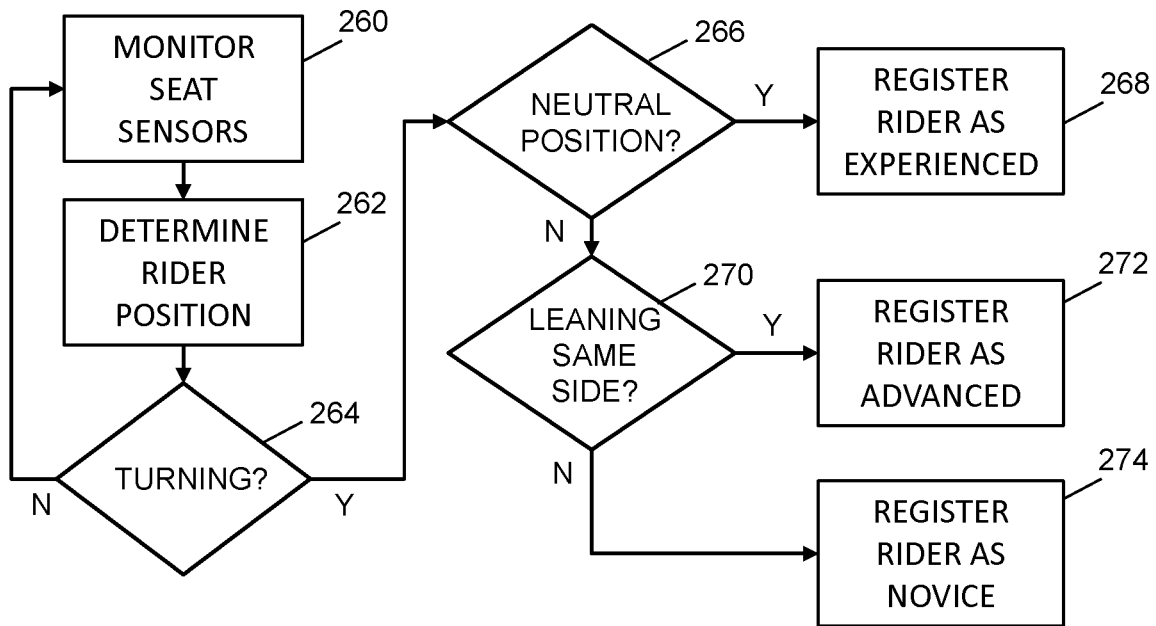 260
MONITOR
SEAT
SENSORS
262
DETERMINE
RIDER
POSITION
264
TURNING?
N
Y
266
NEUTRAL
POSITION?
Y
N
268
REGISTER
RIDER AS
EXPERIENCED
270
LEANING
SAME
SIDE?
Y
N
272
REGISTER
RIDER AS
ADVANCED
274
REGISTER
RIDER AS
NOVICE